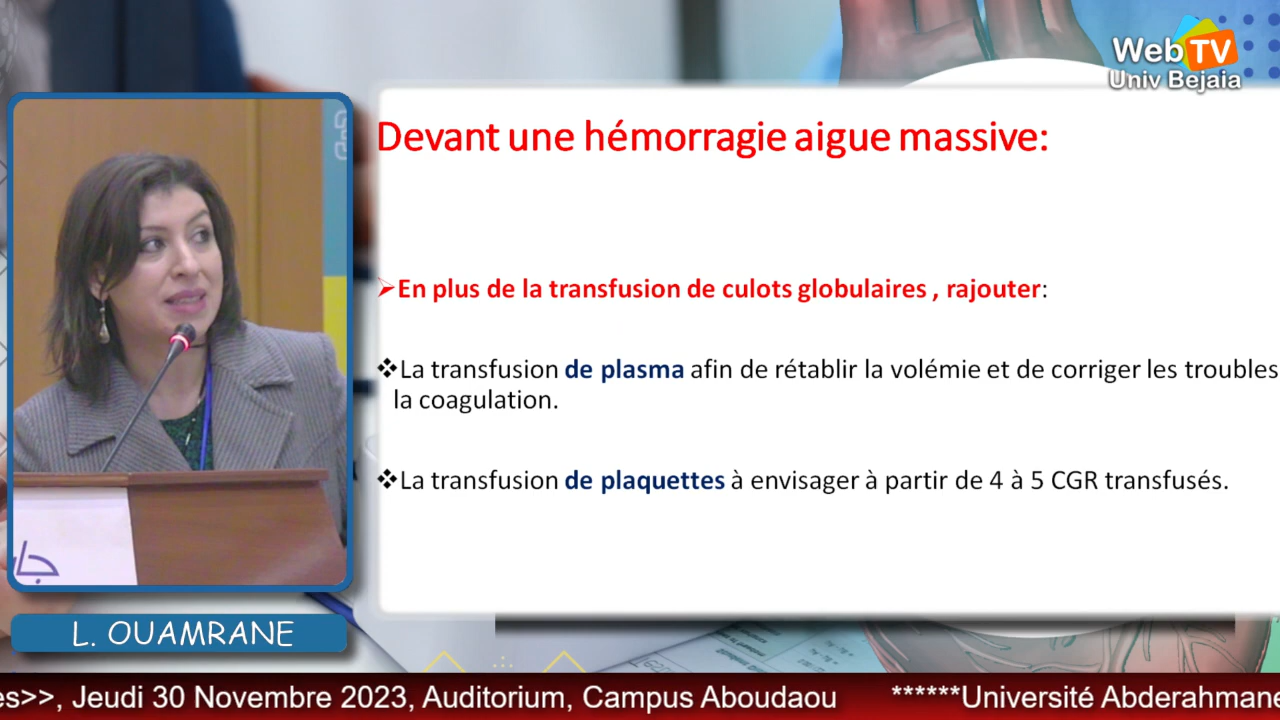 WebTV
Univ Bejaia
Devant une hémorragie aigue massive:
➢En plus de la transfusion de culots globulaires , rajouter:
❖La transfusion de plasma afin de rétablir la volémie et de corriger les troubles
la coagulation.
❖La transfusion de plaquettes à envisager à partir de 4 à 5 CGR transfusés.
L. OUAMRANE
es>>, Jeudi 30 Novembre 2023, Auditorium, Campus Aboudaou ******Université Abderahmane